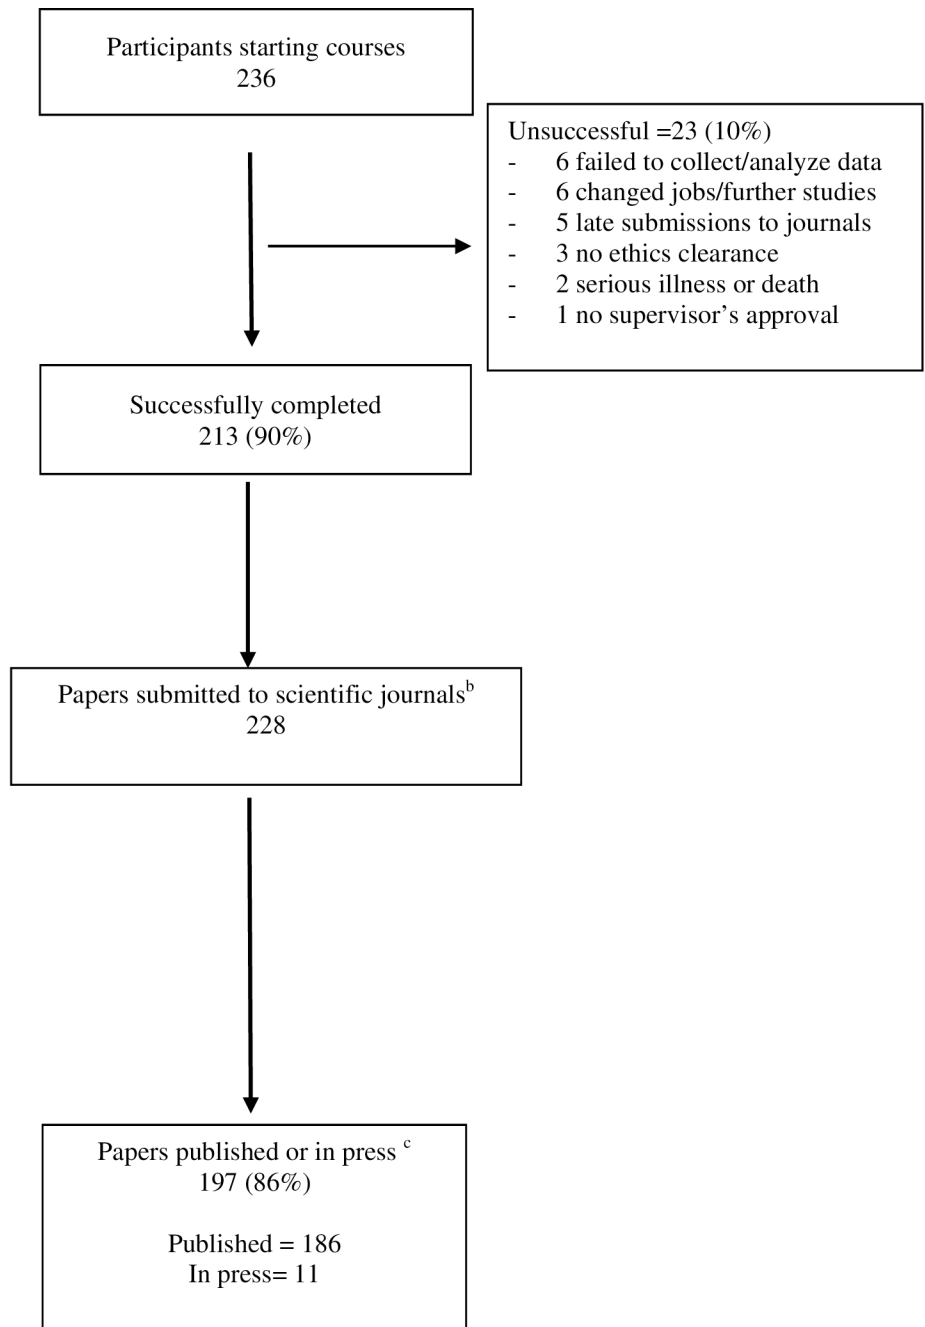 Participants starting courses
236
Unsuccessful =23 (10%)
- 6 failed to collect/analyze data
- 6 changed jobs/further studies
- 5 late submissions to journals
- 3 no ethics clearance
- 2 serious illness or death
- 1 no supervisor's approval
Successfully completed
213 (90%)
Papers submitted to scientific journalsᵇ
228
Papers published or in press ᶜ
197 (86%)
Published = 186
In press= 11